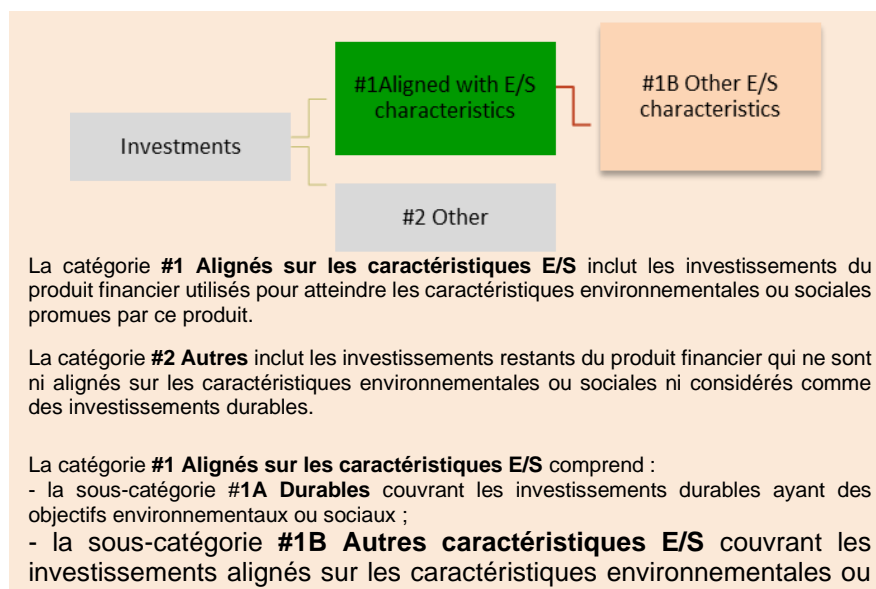 #1Aligned with E/S
characteristics
#1B Other E/S
characteristics
Investments
#2 Other
La catégorie #1 Alignés sur les caractéristiques E/S inclut les investissements du
produit financier utilisés pour atteindre les caractéristiques environnementales ou sociales
promues par ce produit.
La catégorie #2 Autres inclut les investissements restants du produit financier qui ne sont
ni alignés sur les caractéristiques environnementales ou sociales ni considérés comme
des investissements durables.
La catégorie #1 Alignés sur les caractéristiques E/S comprend :
- la sous-catégorie #1A Durables couvrant les investissements durables ayant des
objectifs environnementaux ou sociaux ;
- la sous-catégorie #1B Autres caractéristiques E/S couvrant les
investissements alignés sur les caractéristiques environnementales ou